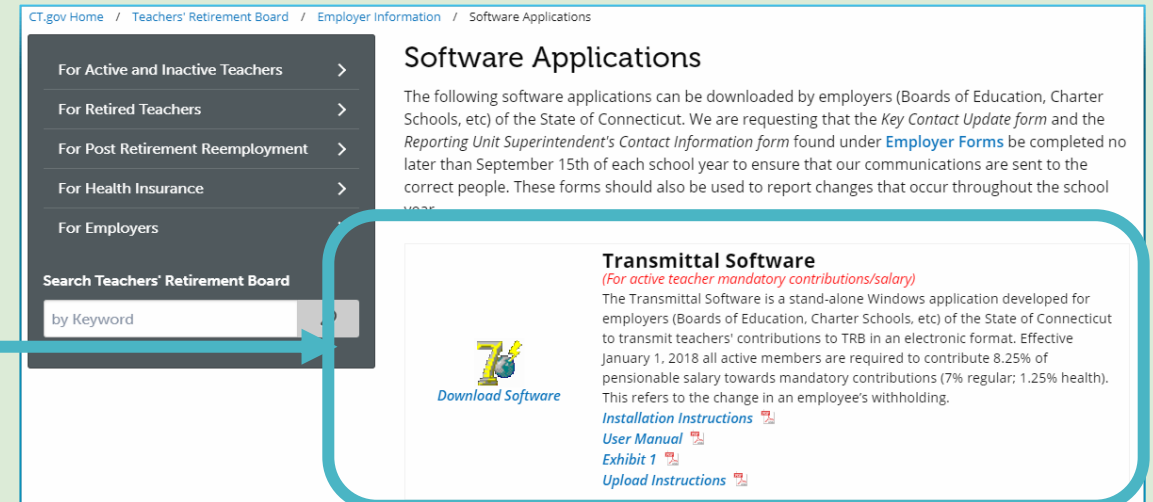 CT.gov Home / Teachers' Retirement Board / Employer Information / Software Applications
For Active and Inactive Teachers
For Retired Teachers
For Post Retirement Reemployment
For Health Insurance
For Employers
Search Teachers' Retirement Board
by Keyword
Software Applications
The following software applications can be downloaded by employers (Boards of Education, Charter
Schools, etc) of the State of Connecticut. We are requesting that the Key Contact Update form and the
Reporting Unit Superintendent's Contact Information form found under Employer Forms be completed no
later than September 15th of each school year to ensure that our communications are sent to the
correct people. These forms should also be used to report changes that occur throughout the school
year.
7
Download Software
Transmittal Software
(For active teacher mandatory contributions/salary)
The Transmittal Software is a stand-alone Windows application developed for
employers (Boards of Education, Charter Schools, etc) of the State of Connecticut
to transmit teachers' contributions to TRB in an electronic format. Effective
January 1, 2018 all active members are required to contribute 8.25% of
pensionable salary towards mandatory contributions (7% regular; 1.25% health).
This refers to the change in an employee's withholding.
Installation Instructions
User Manual
Exhibit 1
Upload Instructions